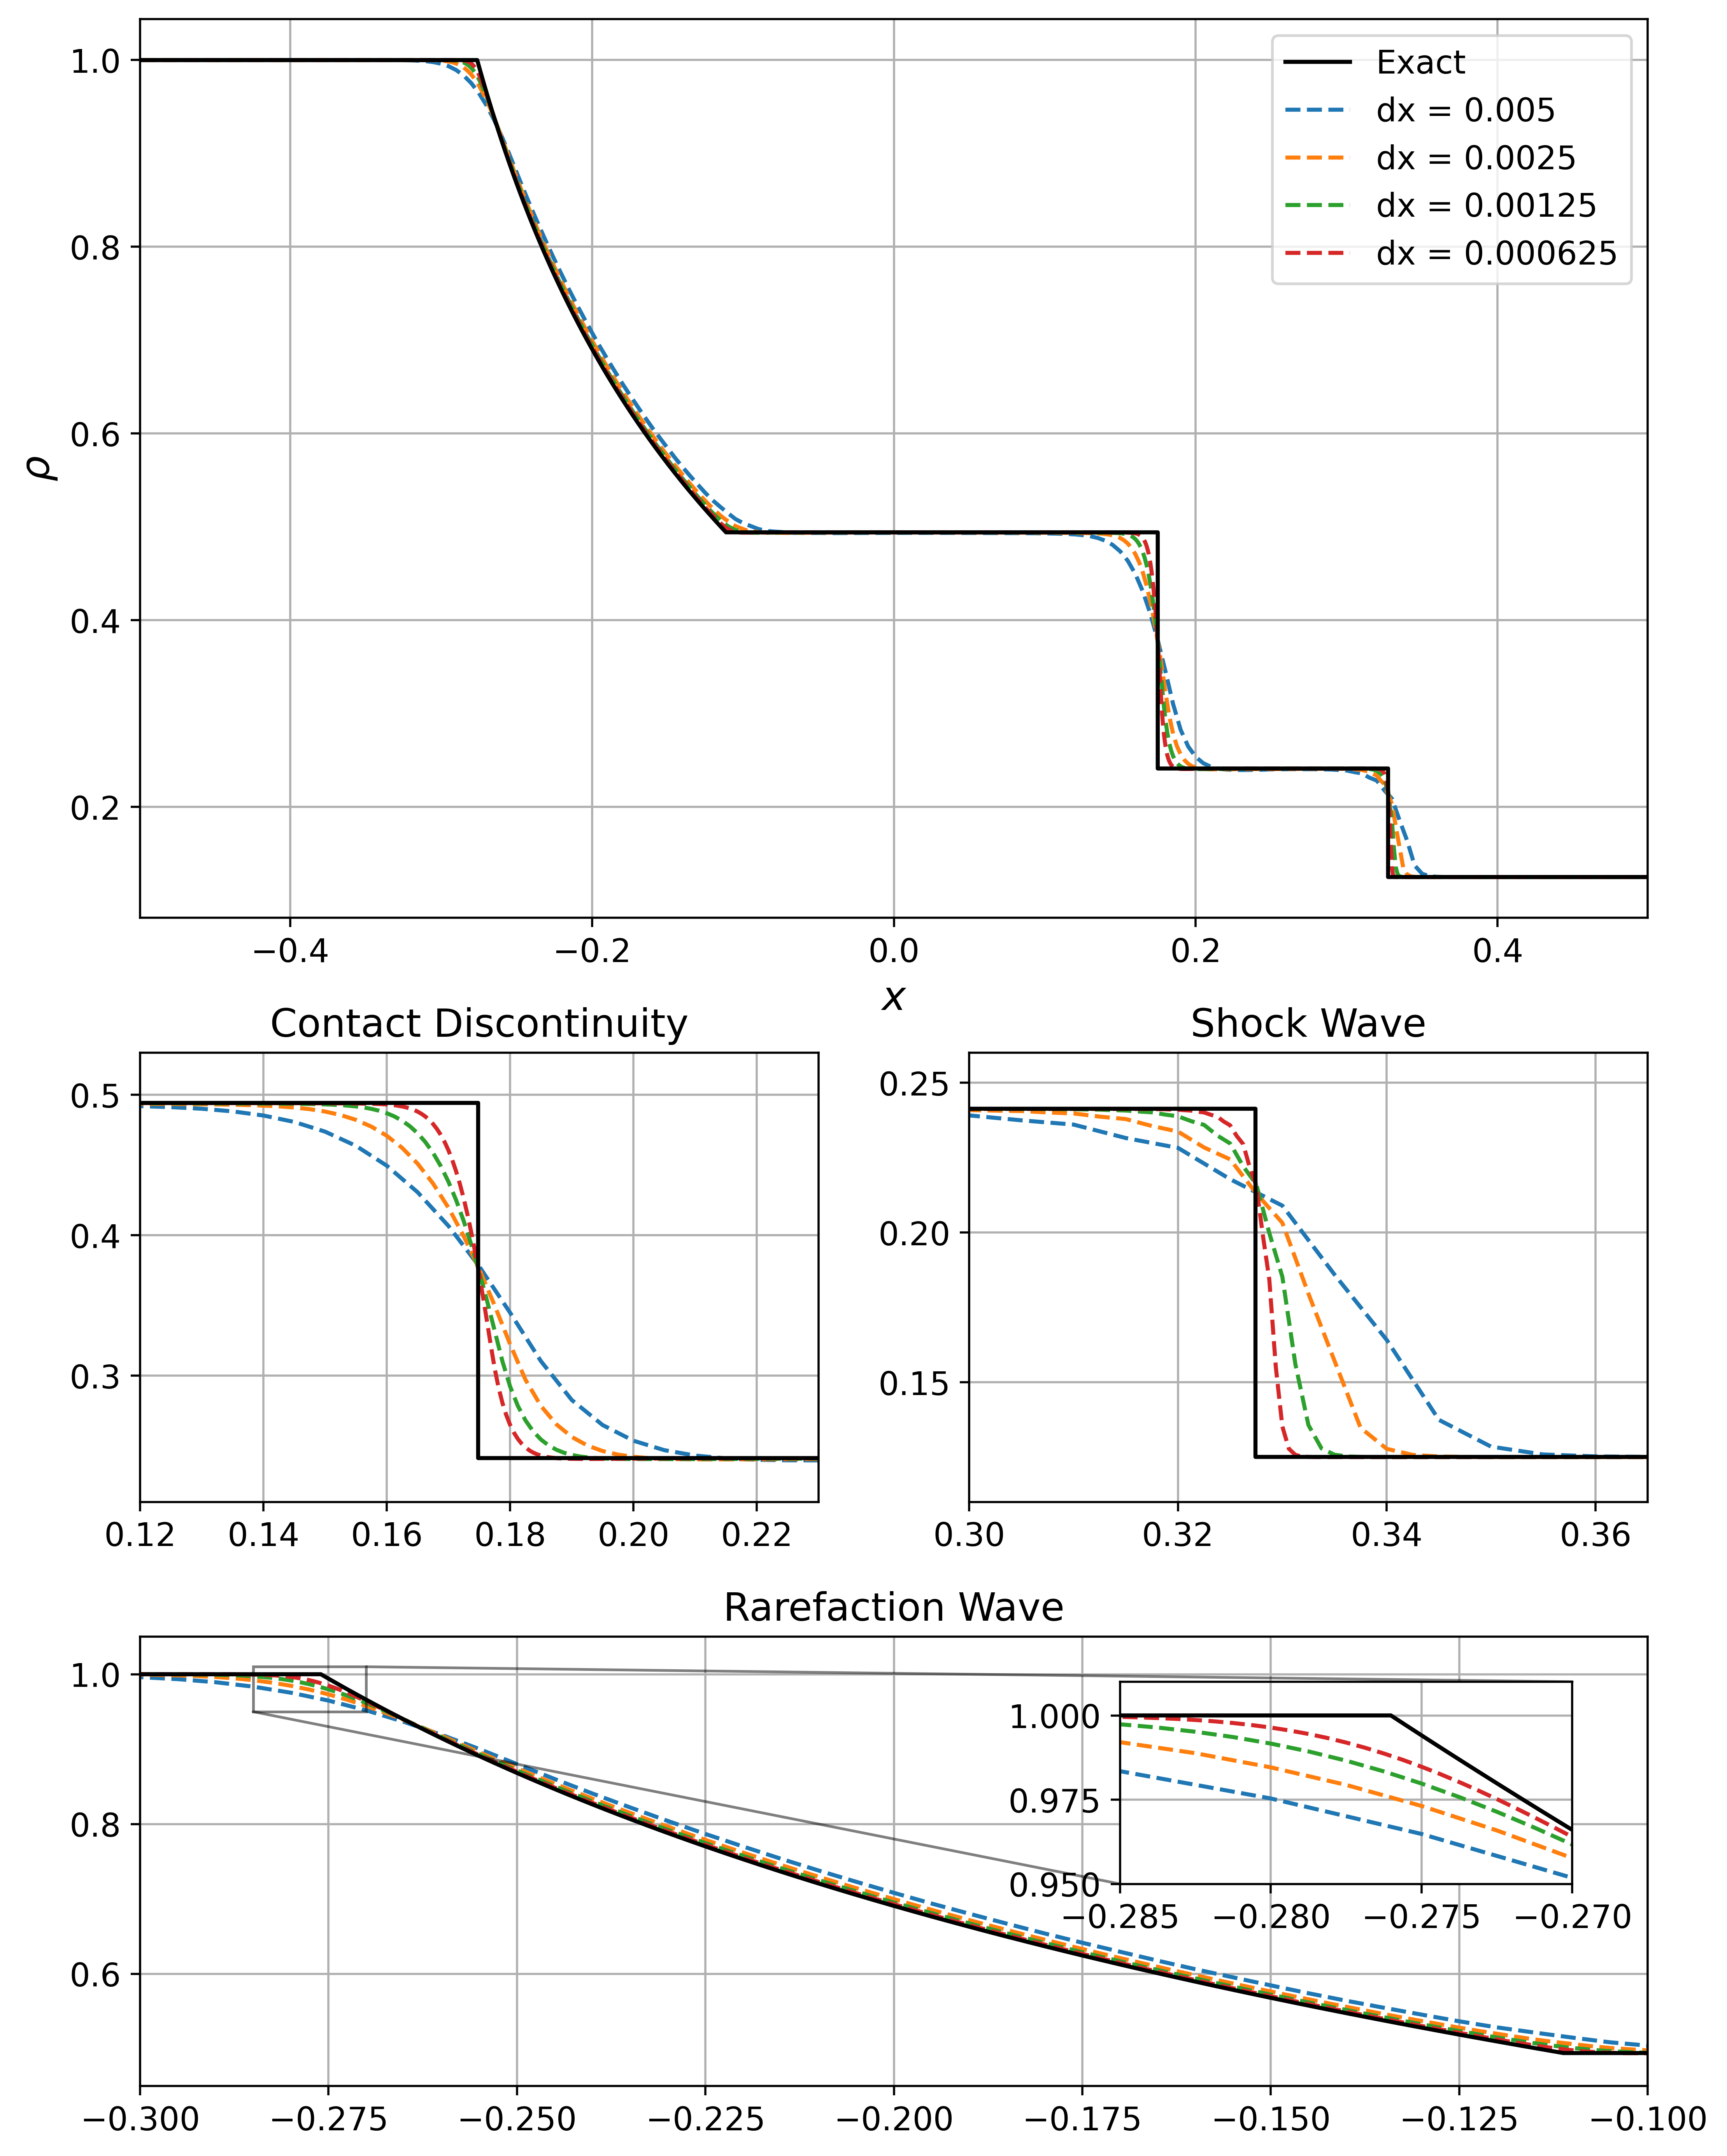 1.0
0.8
0.6
0.4
0.2
ρ
Exact
dx = 0.005
dx = 0.0025
dx = 0.00125
dx = 0.000625
−0.4 −0.2 0.0 0.2 0.4
x
Contact Discontinuity
0.5
0.4
0.3
0.12 0.14 0.16 0.18 0.20 0.22
Shock Wave
0.25
0.20
0.15
0.30 0.32 0.34 0.36
Rarefaction Wave
1.0
0.8
0.6
1.000
0.975
0.950
−0.285 −0.280 −0.275 −0.270
−0.300 −0.275 −0.250 −0.225 −0.200 −0.175 −0.150 −0.125 −0.100